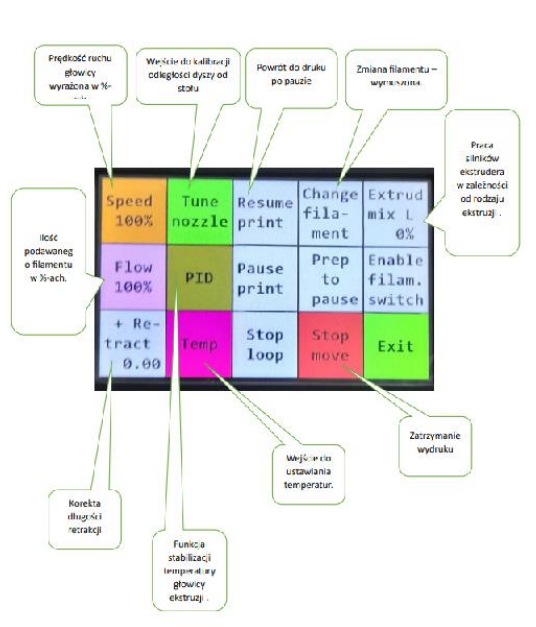 Prędkość ruchu
głowicy
wyrażona w %-
Wejście do kalibracji
odległości dyszy od
stołu
Powrót do druku
po pauzie
Zmiana filamentu –
wymuszona.
Praca
silników
ekstrudera
w zależności
od rodzaju
ekstruzji .
Ilość
podawaneg
o filamentu
w %-ach.
Speed
100%
Tune
nozzle
Resume
print
Change
fila-
ment
Extrud
mix L
0%
Flow
100%
PID
Pause
print
Prep
to
pause
Enable
filam.
switch
+ Re-
tract
0.00
Temp
Stop
loop
Stop
move
Exit
Zatrzymanie
wydruku
Wejście do
ustawiania
temperatur.
Korekta
długości
retrakcji
Funkcja
stabilizacji
temperatury
głowicy
ekstruzji .